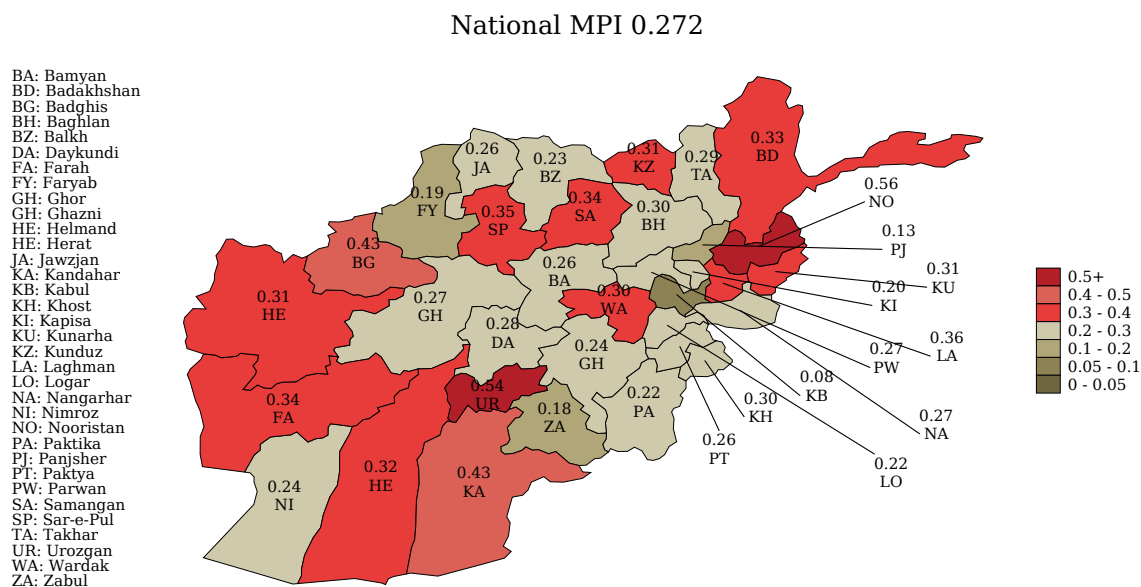 National MPI 0.272
BA: Bamyan
BD: Badakhshan
BG: Badghis
BH: Baghlan
BZ: Balkh
DA: Daykundi
FA: Farah
FY: Faryab
GH: Ghor
GH: Ghazni
HE: Helmand
HE: Herat
JA: Jawzjan
KA: Kandahar
KB: Kabul
KH: Khost
KI: Kapisa
KU: Kunarha
KZ: Kunduz
LA: Laghman
LO: Logar
NA: Nangarhar
NI: Nimroz
NO: Nooristan
PA: Paktika
PJ: Panjsher
PT: Paktya
PW: Parwan
SA: Samangan
SP: Sar-e-Pul
TA: Takhar
UR: Urozgan
WA: Wardak
ZA: Zabul
0.26
JA
0.23
BZ
0.31
KZ
0.29
TA
0.33
BD
0.19
FY
0.35
SP
0.34
SA
0.30
BH
0.56
NO
0.13
PJ
0.43
BG
0.26
BA
0.31
KU
0.20
KI
0.31
HE
0.27
GH
0.30
WA
0.28
DA
0.24
GH
0.36
LA
0.27
PW
0.08
KB
0.34
FA
0.54
UR
0.18
ZA
0.22
PA
0.30
KH
0.27
NA
0.26
PT
0.22
LO
0.24
NI
0.32
HE
0.43
KA
0.5+
0.4 - 0.5
0.3 - 0.4
0.2 - 0.3
0.1 - 0.2
0.05 - 0.1
0 - 0.05